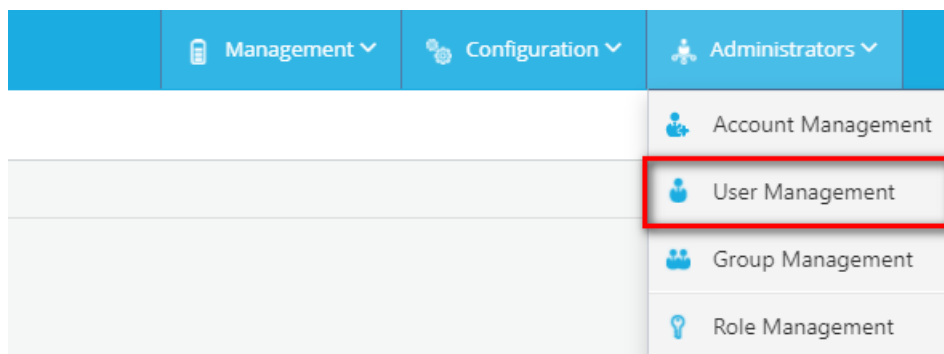 Management
Configuration
Administrators
Account Management
User Management
Group Management
Role Management